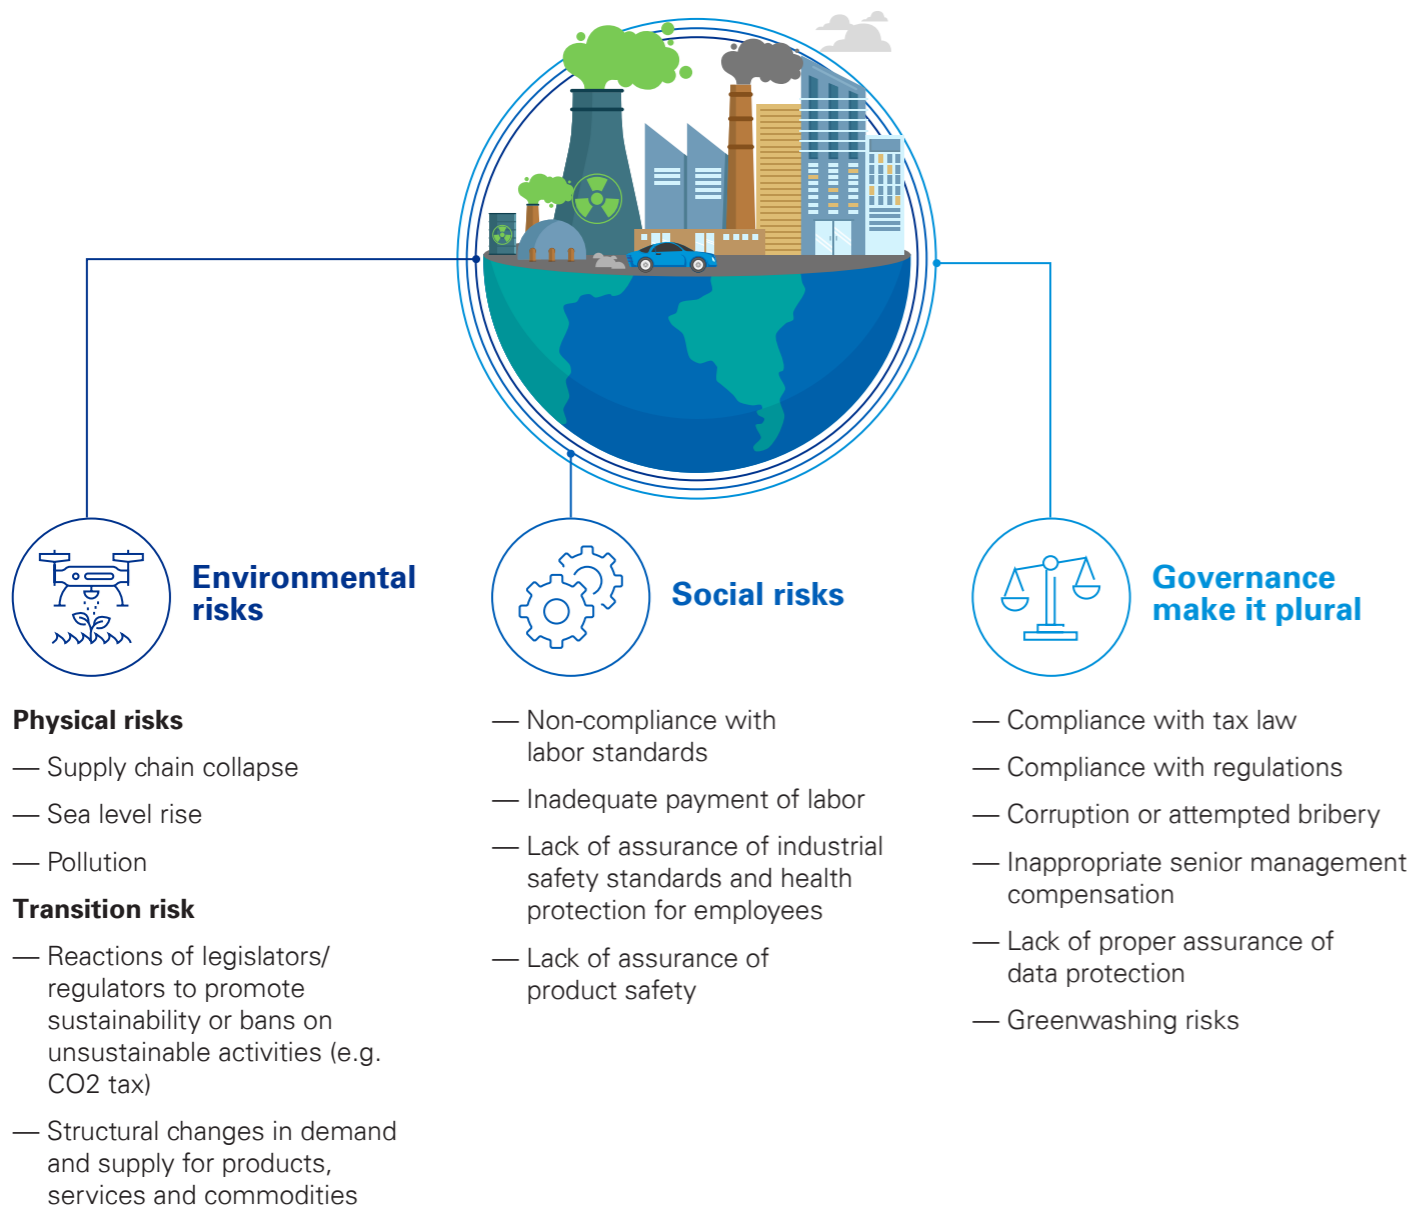 Environmental
risks
Physical risks
— Supply chain collapse
— Sea level rise
— Pollution
Transition risk
— Reactions of legislators/
regulators to promote
sustainability or bans on
unsustainable activities (e.g.
CO2 tax)
— Structural changes in demand
and supply for products,
services and commodities
Social risks
— Non-compliance with
labor standards
— Inadequate payment of labor
— Lack of assurance of industrial
safety standards and health
protection for employees
— Lack of assurance of
product safety
Governance
make it plural
— Compliance with tax law
— Compliance with regulations
— Corruption or attempted bribery
— Inappropriate senior management
compensation
— Lack of proper assurance of
data protection
— Greenwashing risks